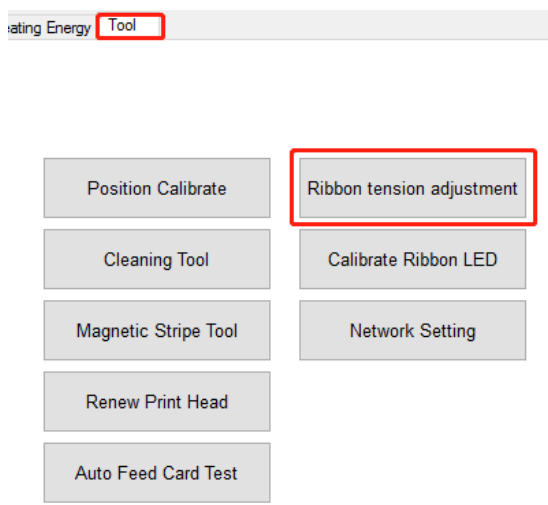 Energy Tool
Position Calibrate
Ribbon tension adjustment
Cleaning Tool
Calibrate Ribbon LED
Magnetic Stripe Tool
Network Setting
Renew Print Head
Auto Feed Card Test